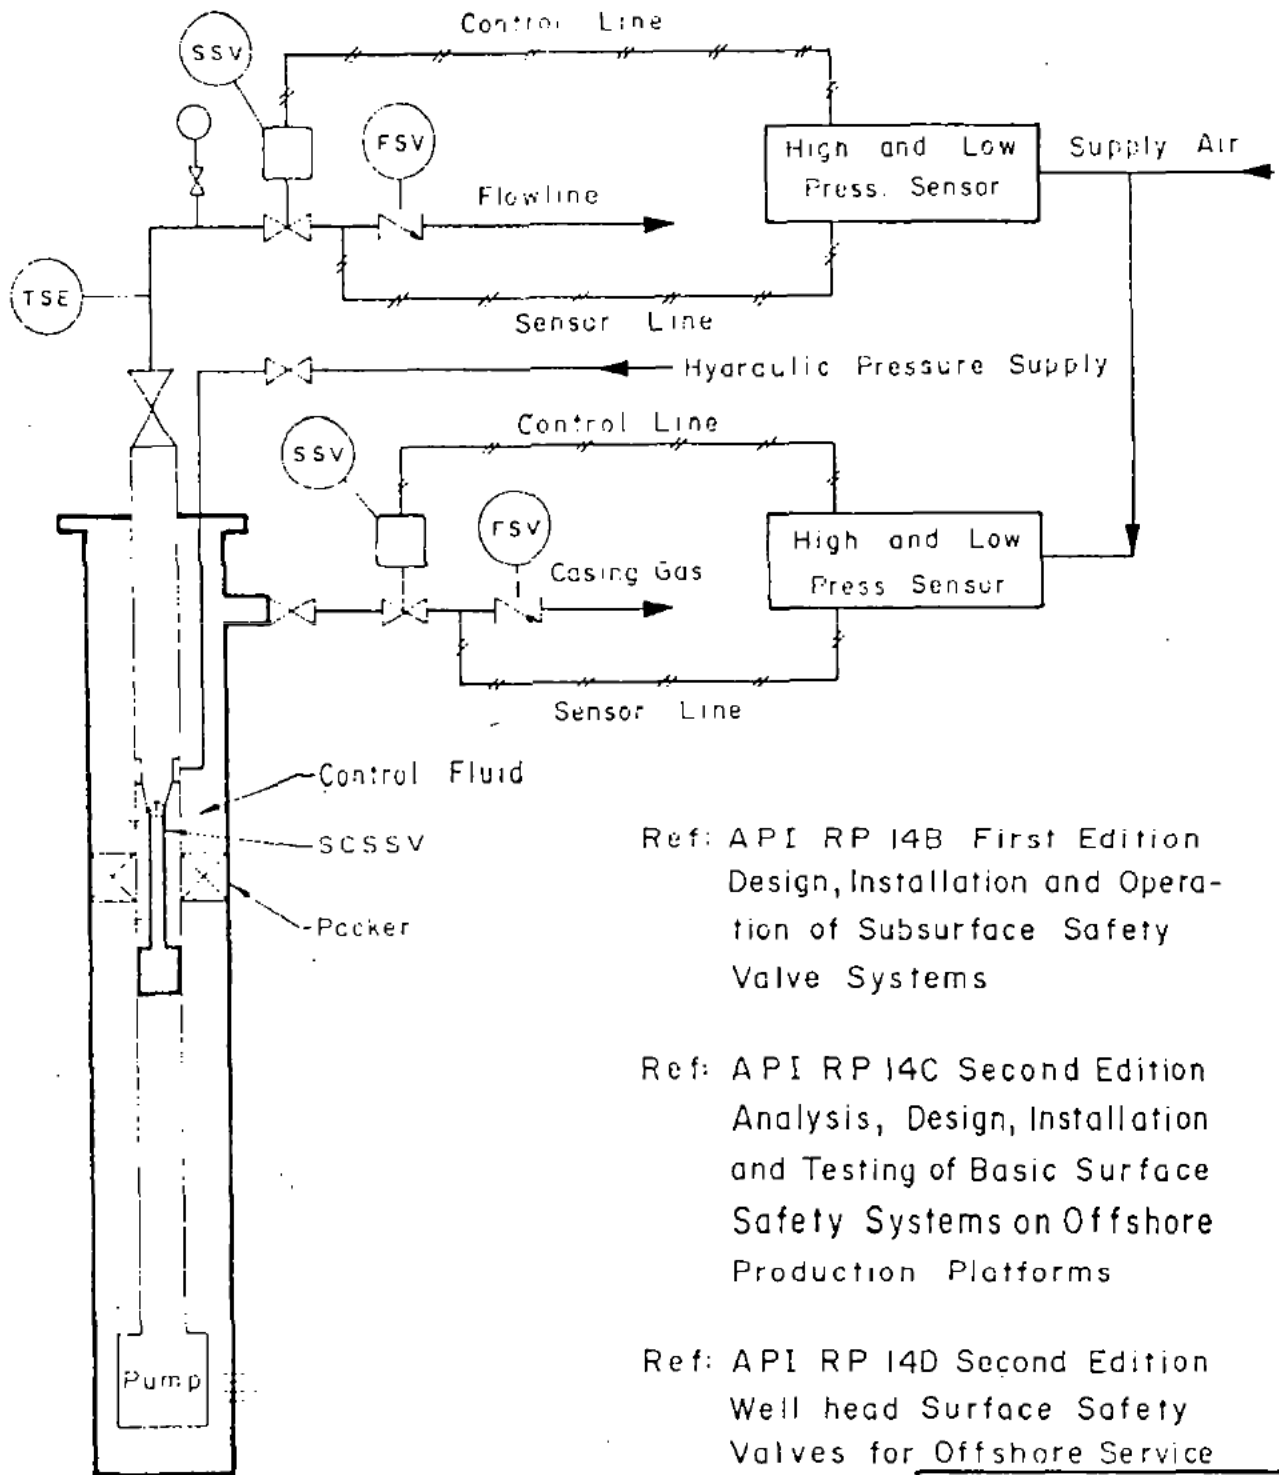 Control Line
SSV
FSV
High and Low
Press. Sensor
Supply Air
Flowline
TSE
Sensor Line
Hydraulic Pressure Supply
Control Line
SSV
FSV
High and Low
Press Sensor
Casing Gas
Sensor Line
Control Fluid
SCSSV
Packer
Pump
Ref: API RP 14B First Edition
Design, Installation and Opera-
tion of Subsurface Safety
Valve Systems
Ref: API RP 14C Second Edition
Analysis, Design, Installation
and Testing of Basic Surface
Safety Systems on Offshore
Production Platforms
Ref: API RP 14D Second Edition
Well head Surface Safety
Valves for Offshore Service